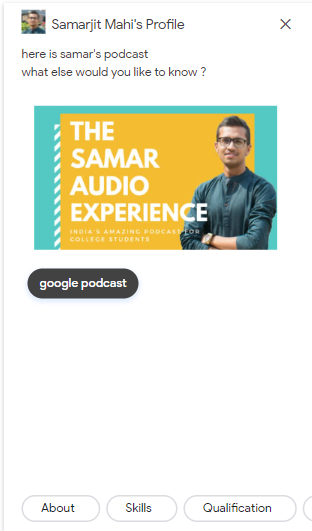 Samarjit Mahi's Profile
here is samar's podcast
what else would you like to know ?
THE
SAMAR
AUDIO
EXPERIENCE
INDIA'S AMAZING PODCAST FOR
COLLEGE STUDENTS
google podcast
About
Skills
Qualification